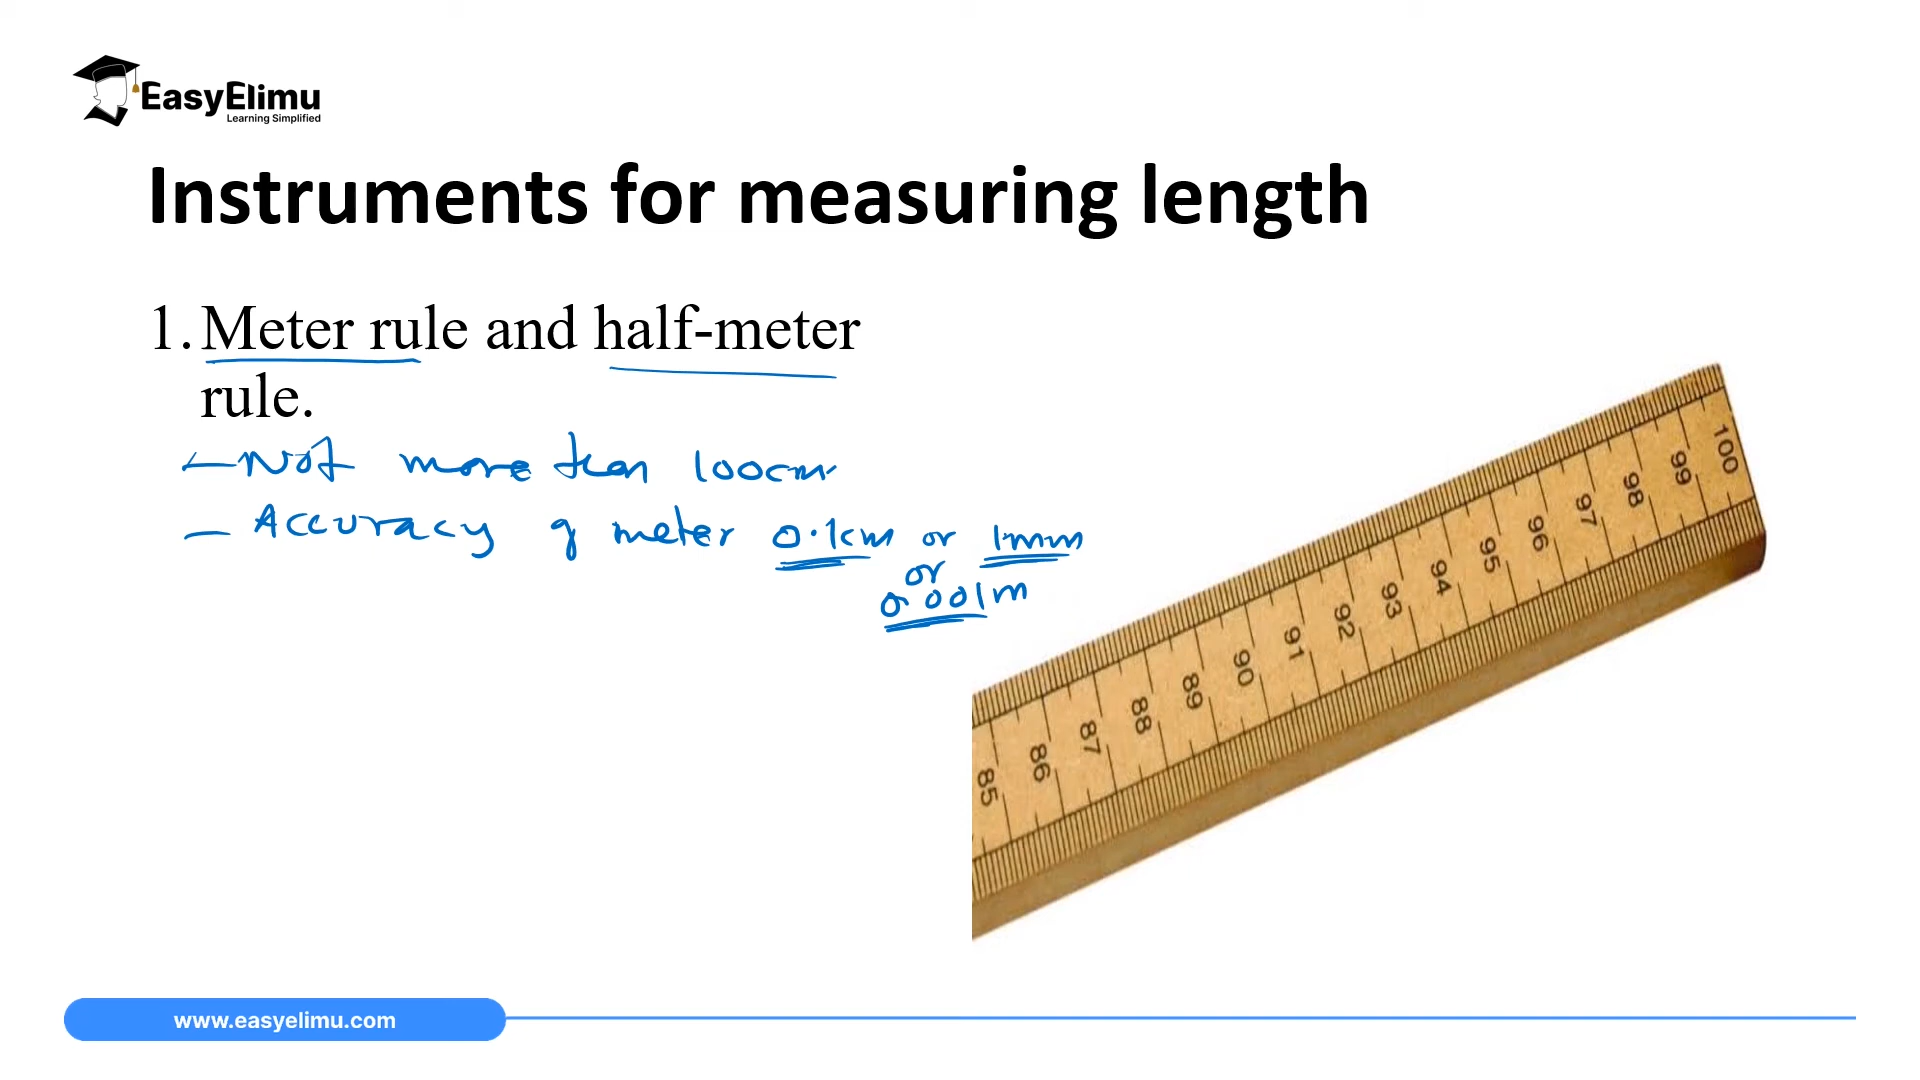 EasyElimu
Learning Simplified
Instruments for measuring length
1. Meter rule and half-meter
rule.
- Not more than 100cm
- Accuracy of meter 0.1cm or 1mm
or
0.001m
85 86 87 88 89 90 91 92 93 94 95 96 97 98 99 100
www.easyelimu.com